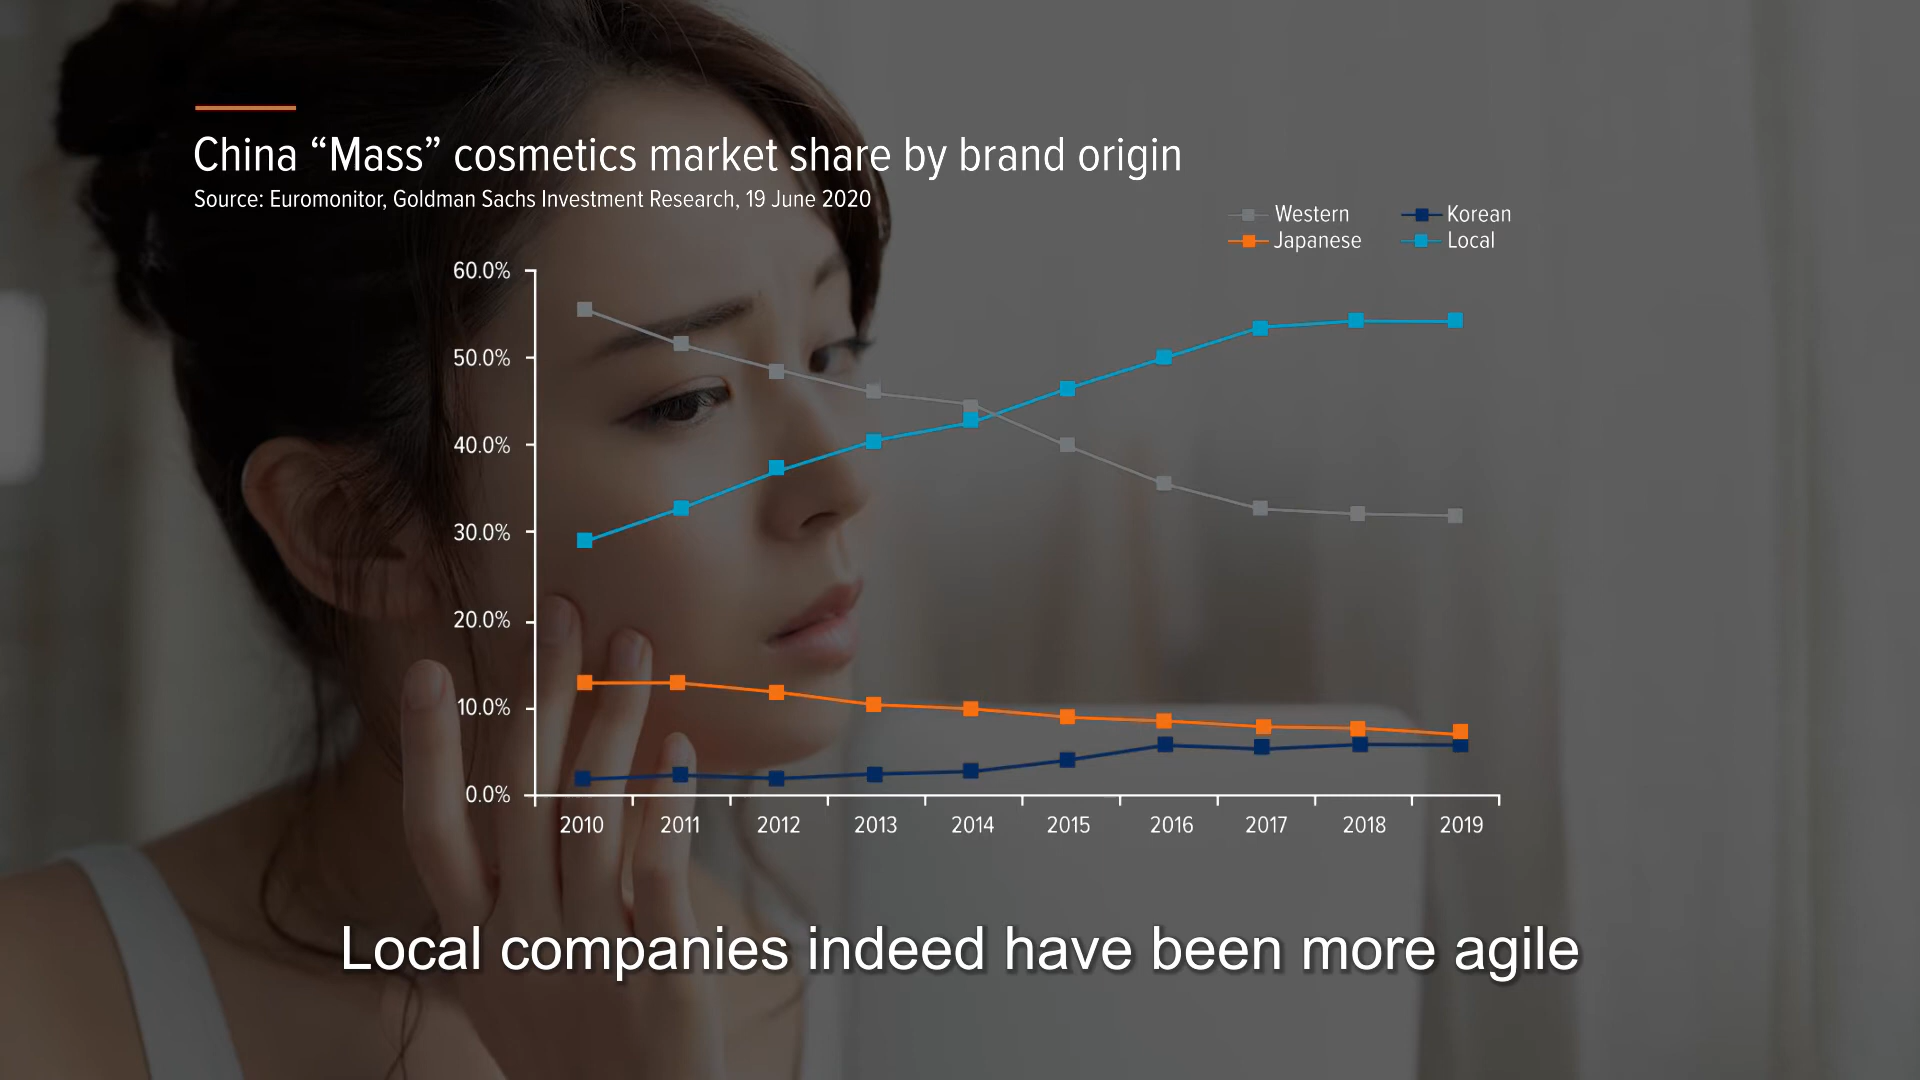 China “Mass” cosmetics market share by brand origin
Source: Euromonitor, Goldman Sachs Investment Research, 19 June 2020
Western Korean
Japanese Local
60.0%
50.0%
40.0%
30.0%
20.0%
10.0%
0.0%
2010 2011 2012 2013 2014 2015 2016 2017 2018 2019
Local companies indeed have been more agile